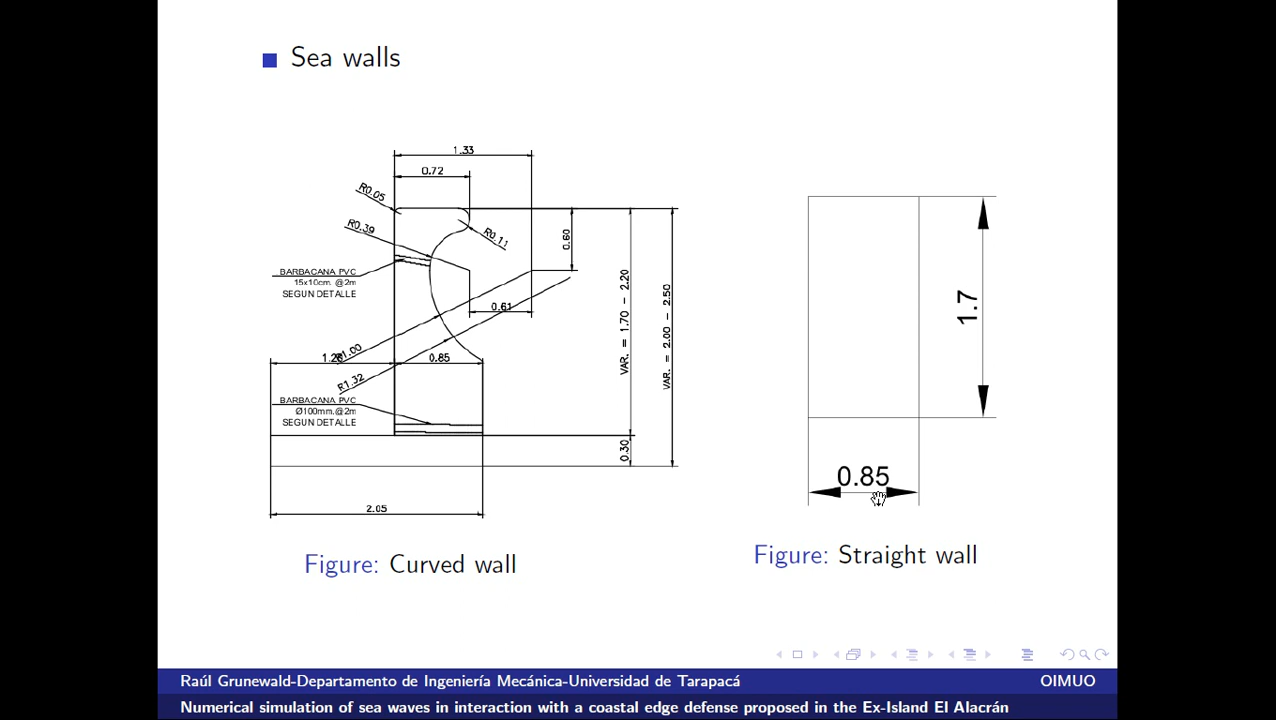 Sea walls
1.33
0.72
R0.05
R0.39
R0.11
0.60
BARBACANA PVC
15x10cm. @2m
SEGUN DETALLE
0.61
VAR. = 1.70 - 2.20
VAR. = 2.00 - 2.50
R1.00
0.85
R1.32
BARBACANA PVC
Ø100mm.@2m
SEGUN DETALLE
0.30
2.05
1.7
0.85
Figure: Curved wall
Figure: Straight wall
Raúl Grunewald-Departamento de Ingeniería Mecánica-Universidad de Tarapacá
OIMUO
Numerical simulation of sea waves in interaction with a coastal edge defense proposed in the Ex-Island El Alacrán